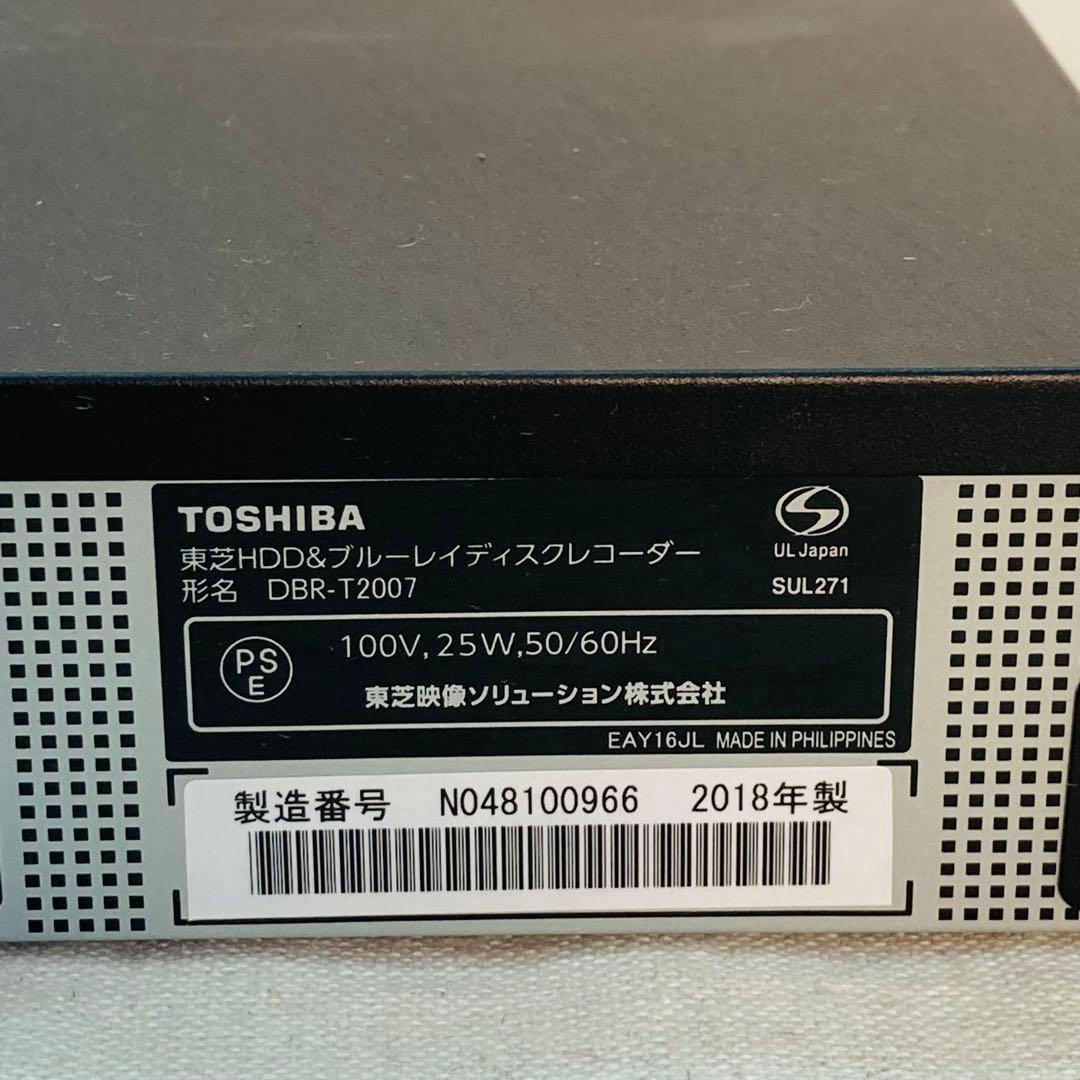 TOSHIBA
東芝HDD&ブルーレイディスクレコーダー
形名 DBR-T2007
UL Japan
SUL271
PSE
100V, 25W,50/60Hz
東芝映像ソリューション株式会社
EAY16JL MADE IN PHILIPPINES
製造番号 N048100966 2018年製